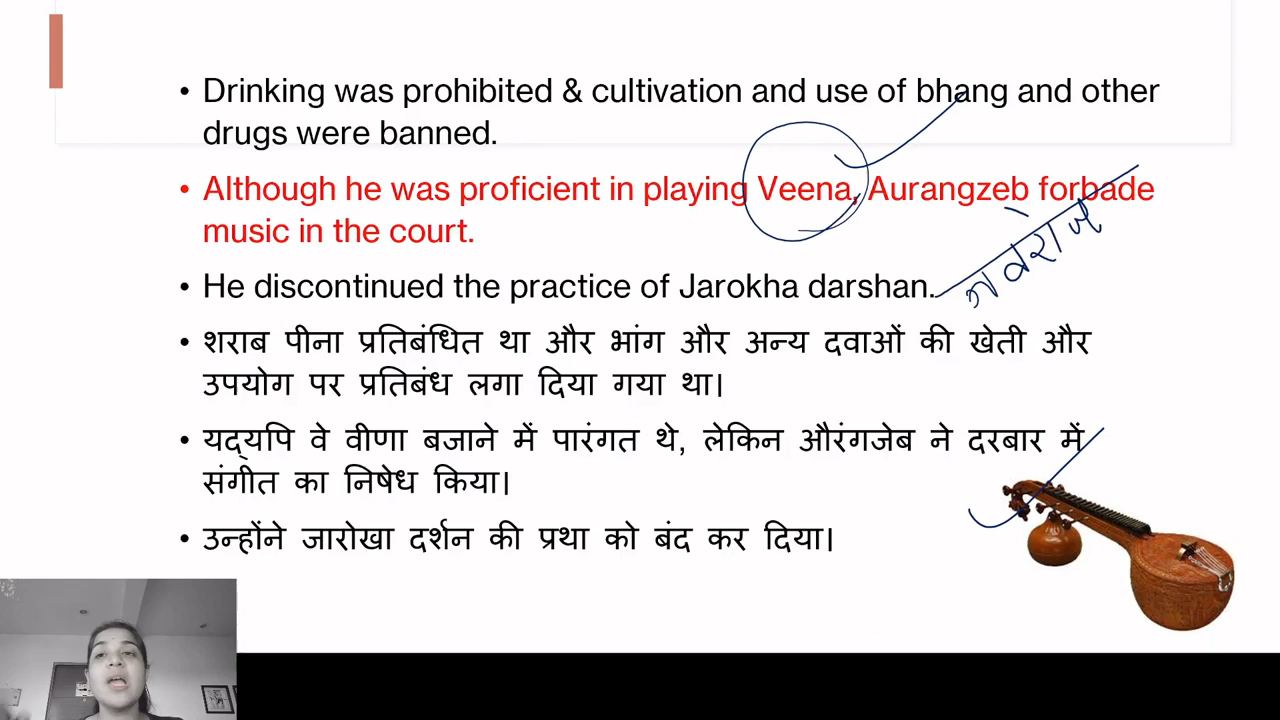 • Drinking was prohibited & cultivation and use of bhang and other
drugs were banned.
• Although he was proficient in playing Veena, Aurangzeb forbade
music in the court.
• He discontinued the practice of Jarokha darshan.
नवरोज
• शराब पीना प्रतिबंधित था और भांग और अन्य दवाओं की खेती और
उपयोग पर प्रतिबंध लगा दिया गया था।
• यद्यपि वे वीणा बजाने में पारंगत थे, लेकिन औरंगजेब ने दरबार में
संगीत का निषेध किया।
• उन्होंने जारोखा दर्शन की प्रथा को बंद कर दिया।